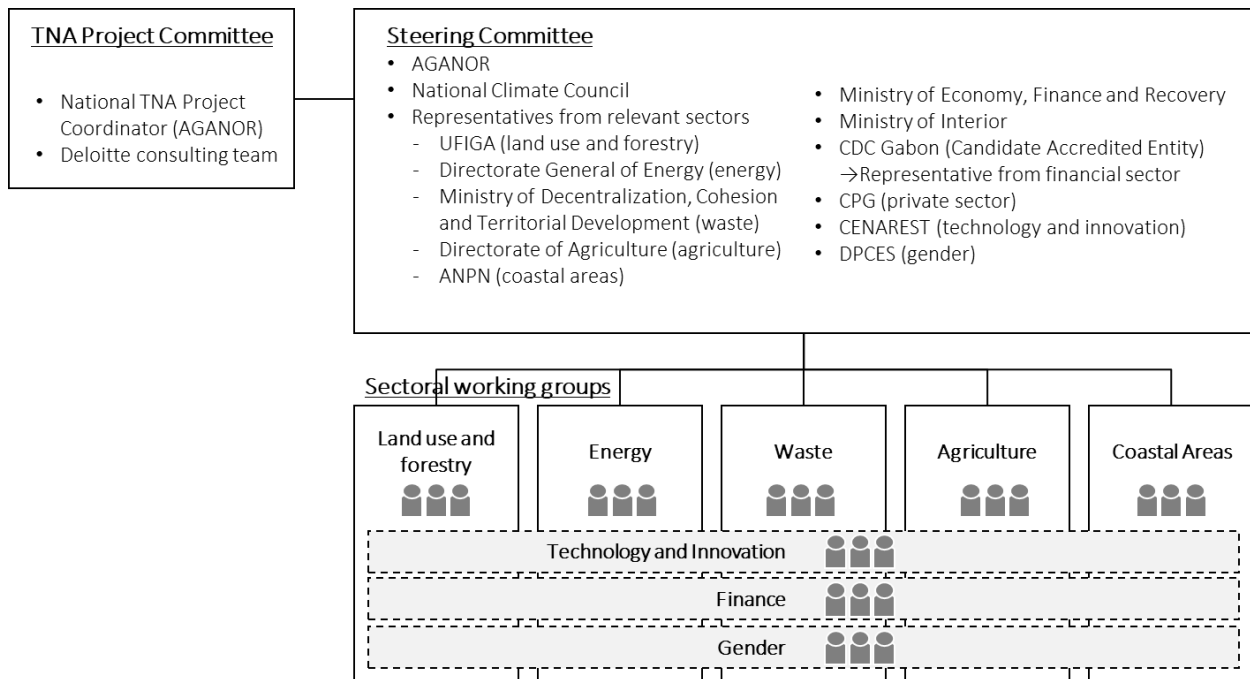 TNA Project Committee
• National TNA Project
Coordinator (AGANOR)
• Deloitte consulting team
Steering Committee
• AGANOR
• National Climate Council
• Representatives from relevant sectors
- UFIGA (land use and forestry)
- Directorate General of Energy (energy)
- Ministry of Decentralization, Cohesion
and Territorial Development (waste)
- Directorate of Agriculture (agriculture)
- ANPN (coastal areas)
• Ministry of Economy, Finance and Recovery
• Ministry of Interior
• CDC Gabon (Candidate Accredited Entity)
→Representative from financial sector
• CPG (private sector)
• CENAREST (technology and innovation)
• DPCES (gender)
Sectoral working groups
Land use and
forestry
Energy
Waste
Agriculture
Coastal Areas
Technology and Innovation
Finance
Gender